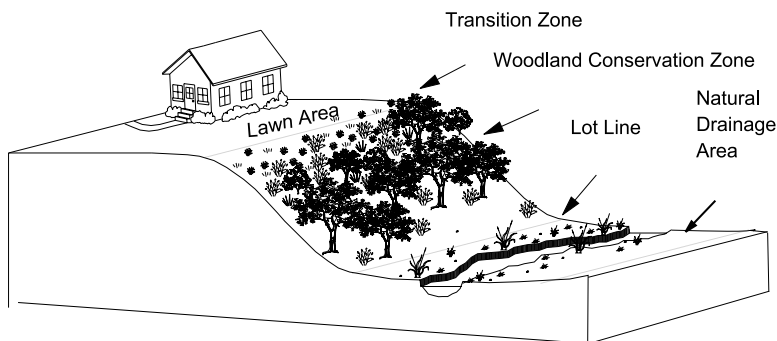 Transition Zone
Woodland Conservation Zone
Lawn Area
Lot Line
Natural
Drainage
Area